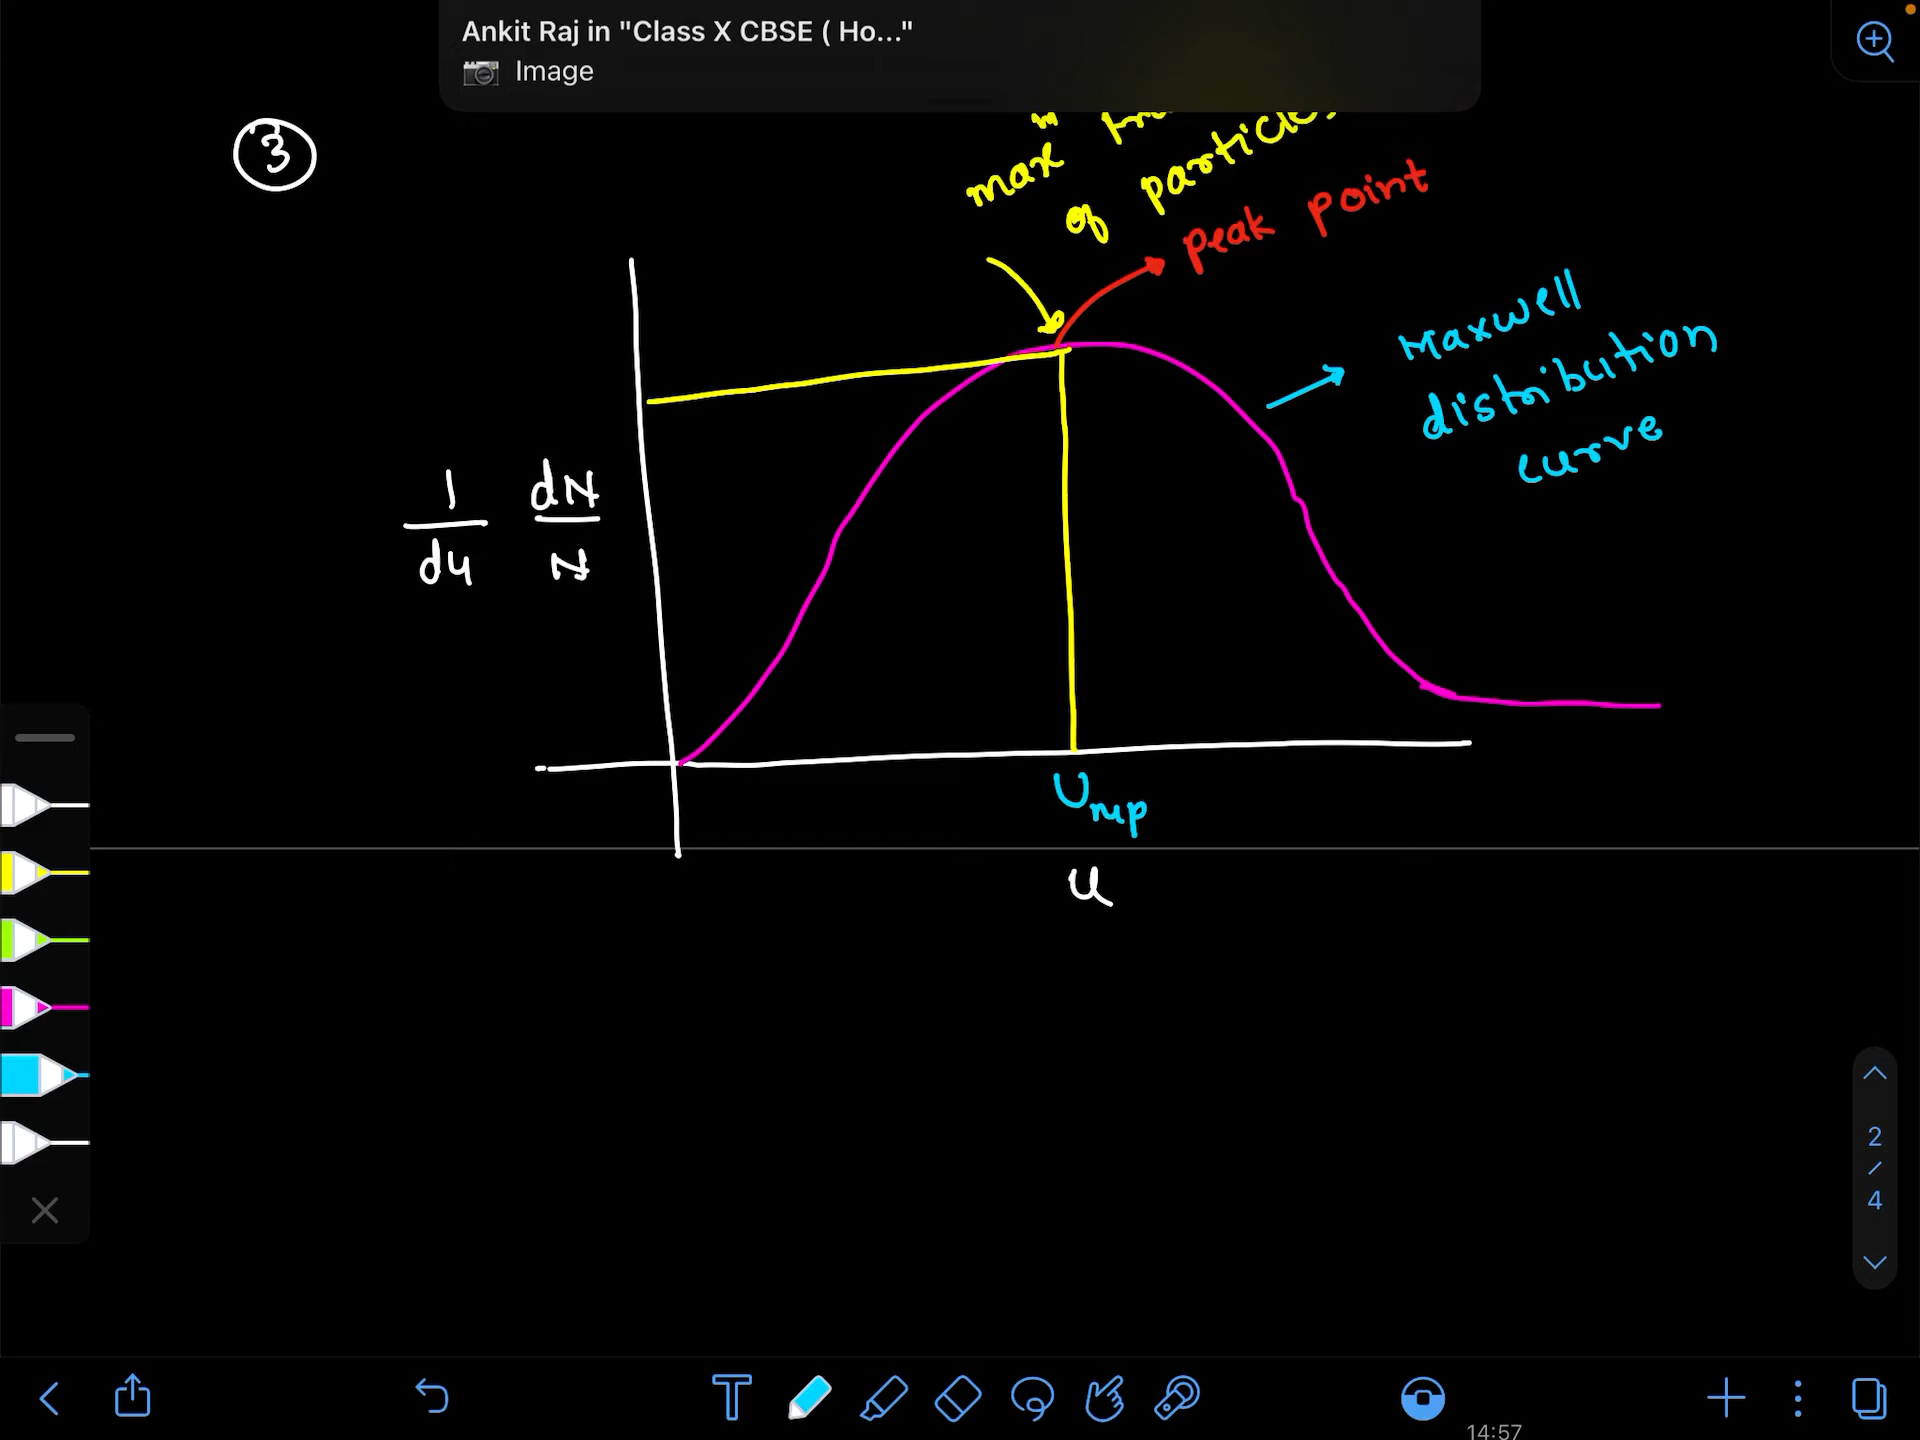 Ankit Raj in "Class X CBSE ( Ho..."
Image
3
max m
of particles
peak point
Maxwell
distribution
curve
1 dN
du N
Ump
u
2
/
4
14:57